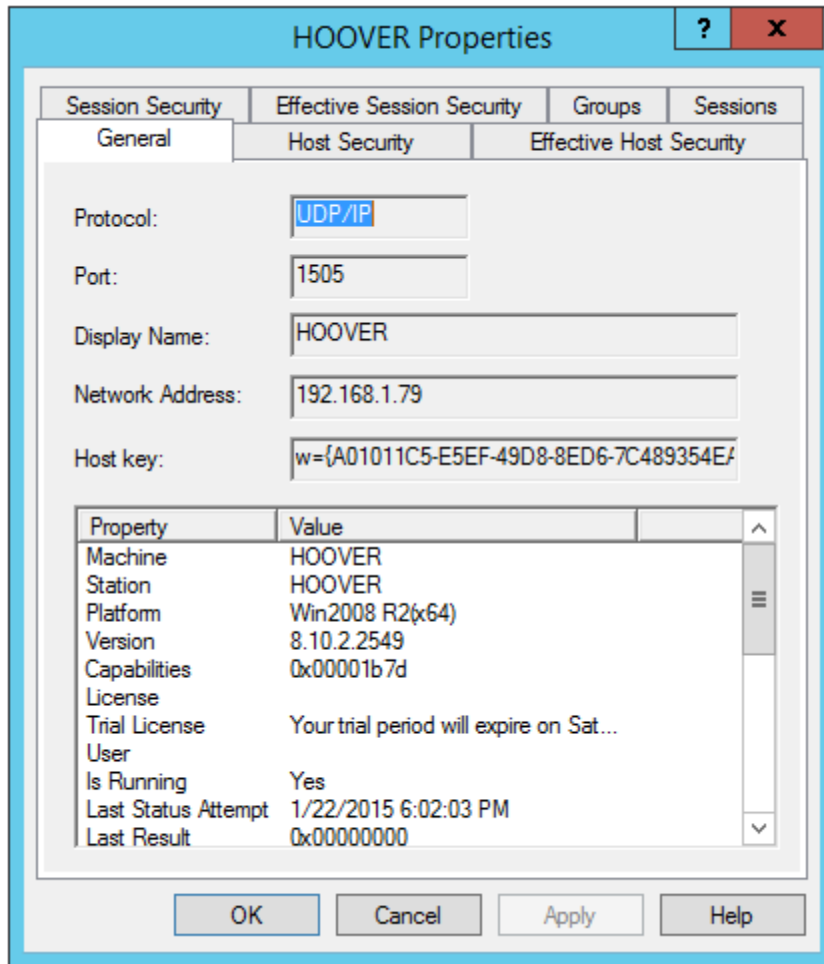 HOOVER Properties
?
x
Session Security
Effective Session Security
Groups
Sessions
General
Host Security
Effective Host Security
Protocol:
UDP/IP
Port:
1505
Display Name:
HOOVER
Network Address:
192.168.1.79
Host key:
w={A01011C5-E5EF-49D8-8ED6-7C489354EA
Property Value
Machine HOOVER
Station HOOVER
Platform Win2008 R2(x64)
Version 8.10.2.2549
Capabilities 0x00001b7d
License
Trial License Your trial period will expire on Sat...
User
Is Running Yes
Last Status Attempt 1/22/2015 6:02:03 PM
Last Result 0x00000000
OK
Cancel
Apply
Help